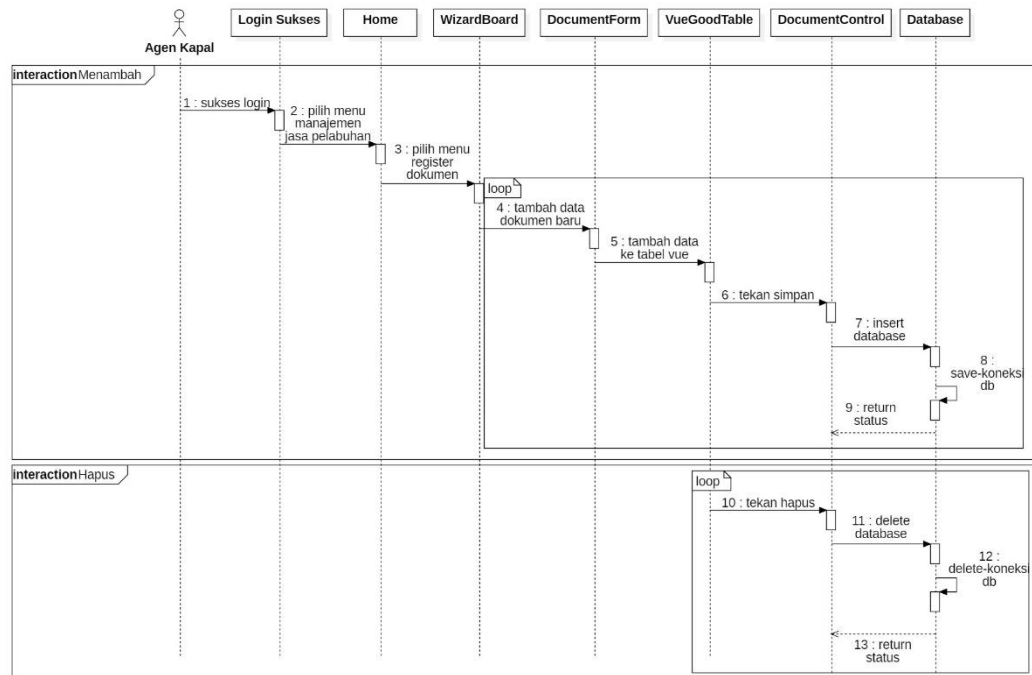 Login Sukses
Home
WizardBoard
DocumentForm
VueGoodTable
DocumentControl
Database
Agen Kapal
interaction Menambah
1 : sukses login
2 : pilih menu
manajemen
jasa pelabuhan
3 : pilih menu
register
dokumen
loop
4 : tambah data
dokumen baru
5 : tambah data
ke tabel vue
6 : tekan simpan
7 : insert
database
8 :
save-koneksi
db
9 : return
status
interaction Hapus
loop
10 : tekan hapus
11 : delete
database
12 :
delete-koneksi
db
13 : return
status